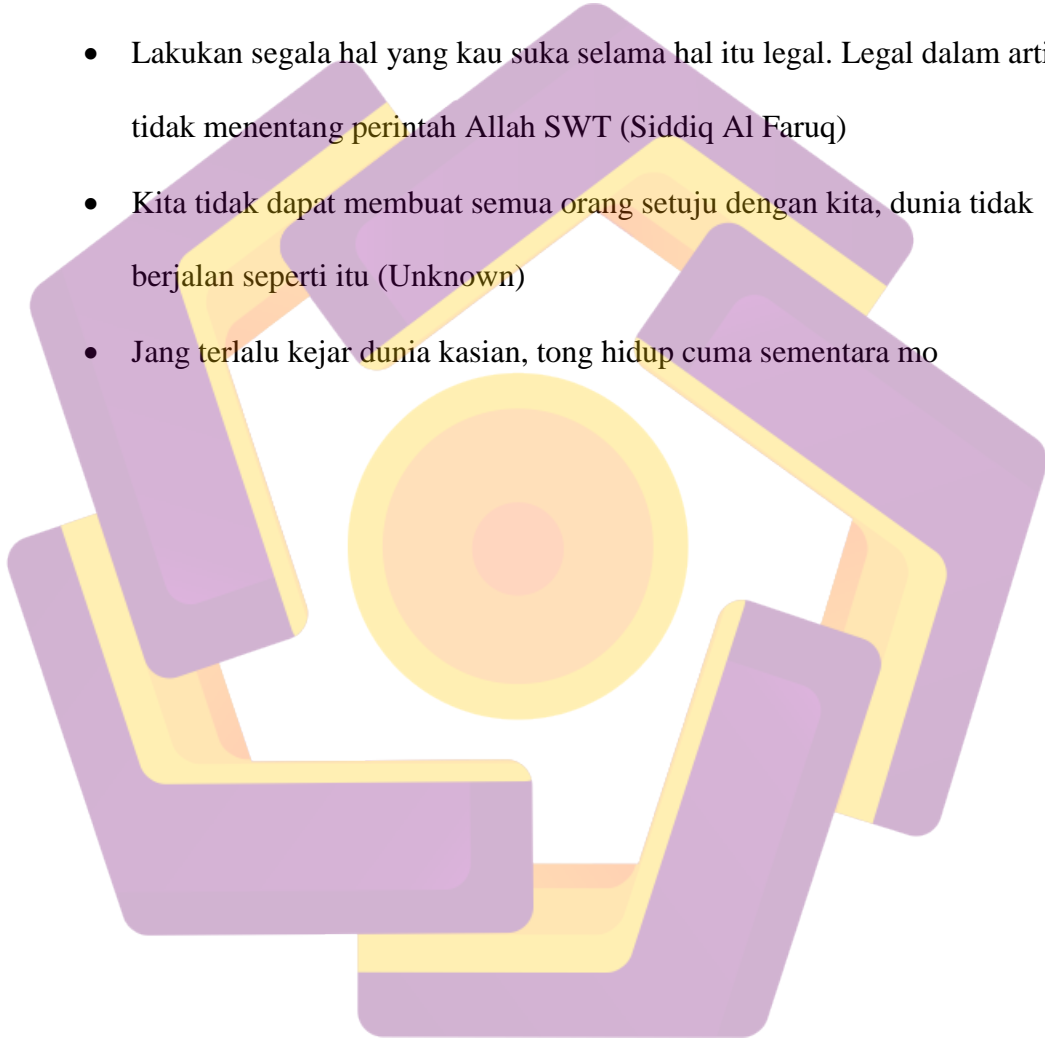 • Lakukan segala hal yang kau suka selama hal itu legal. Legal dalam arti
tidak menentang perintah Allah SWT (Siddiq Al Faruq)
• Kita tidak dapat membuat semua orang setuju dengan kita, dunia tidak
berjalan seperti itu (Unknown)
• Jang terlalu kejar dunia kasian, tong hidup cuma sementara mo